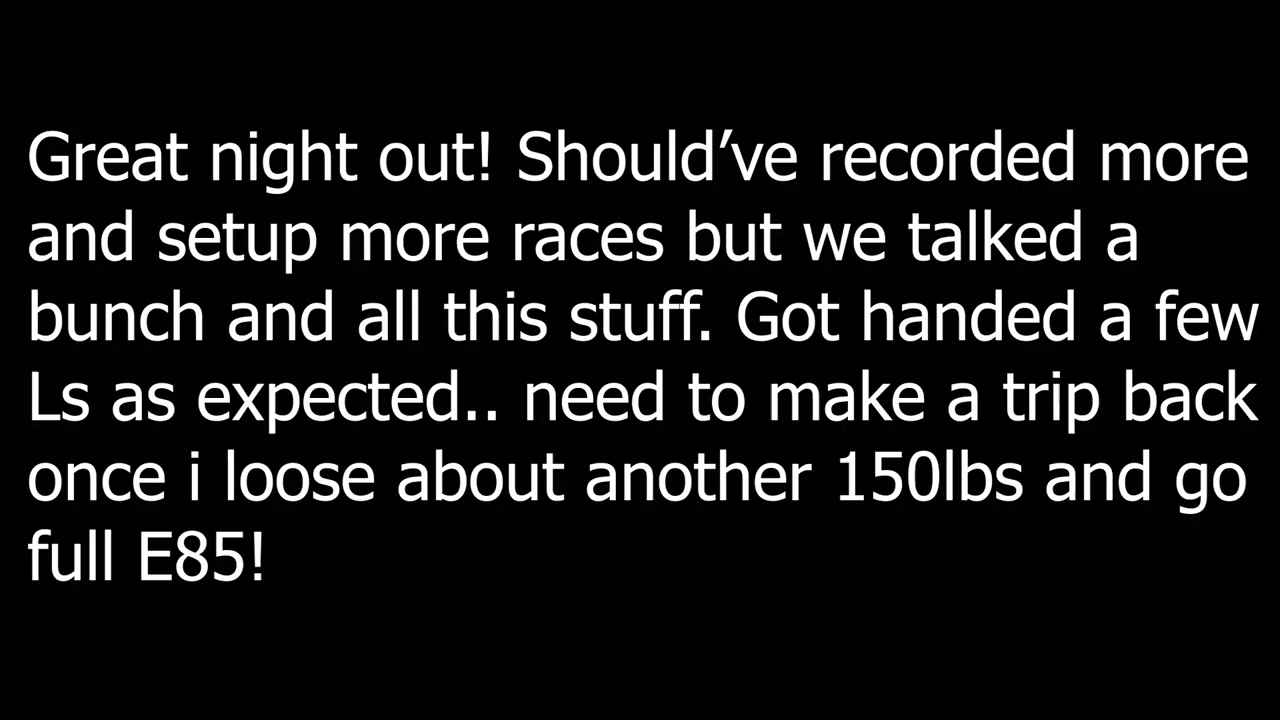 Great night out! Should’ve recorded more
and setup more races but we talked a
bunch and all this stuff. Got handed a few
Ls as expected.. need to make a trip back
once i loose about another 150lbs and go
full E85!